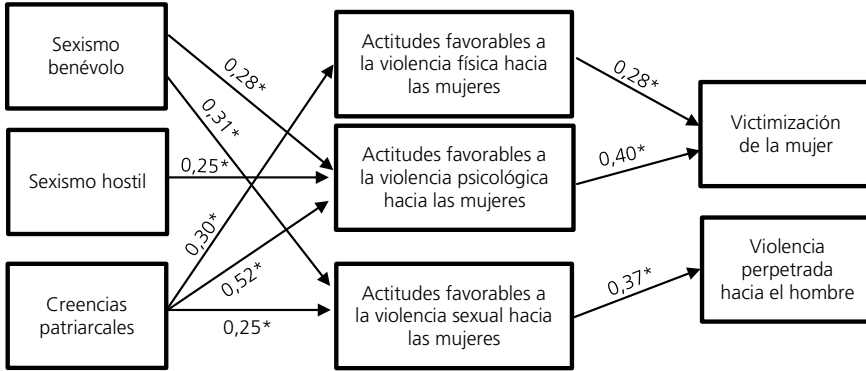 Sexismo
benévolo
Sexismo hostil
Creencias
patriarcales
0,28*
0,31*
0,25*
0,30*
0,52*
0,25*
Actitudes favorables a
la violencia física hacia
las mujeres
Actitudes favorables a
la violencia psicológica
hacia las mujeres
Actitudes favorables a
la violencia sexual hacia
las mujeres
0,28*
0,40*
0,37*
Victimización
de la mujer
Violencia
perpetrada
hacia el hombre